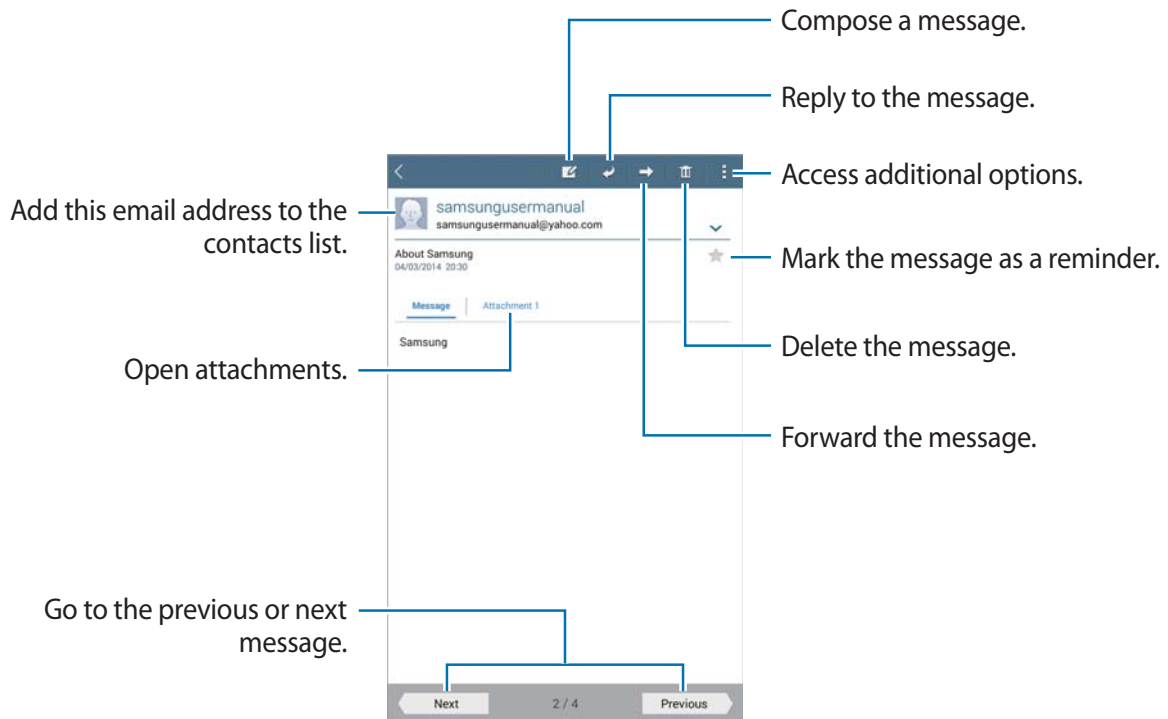 Compose a message.
Reply to the message.
Access additional options.
Add this email address to the
contacts list.
samsungusermanual
samsungusermanual@yahoo.com
About Samsung
04/03/2014 20:30
Mark the message as a reminder.
Message
Attachment 1
Samsung
Delete the message.
Open attachments.
Forward the message.
Go to the previous or next
message.
Next
2 / 4
Previous